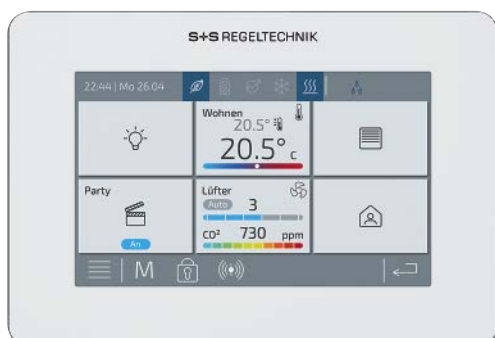 S+S REGELTECHNIK
22:44 | Mo 26.04
Wohnen
20.5°
20.5° c
Party
An
Lüfter
Auto 3
CO² 730 ppm
M